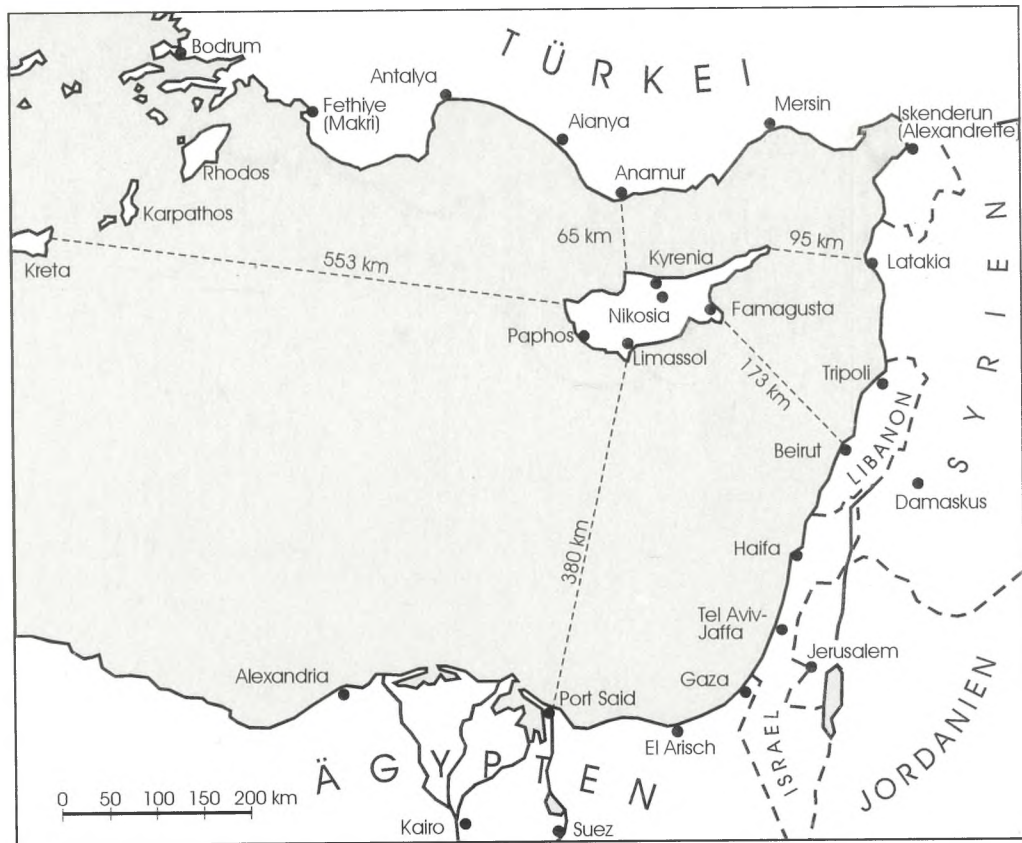 TÜRKEI
Bodrum
Antalya
Fethiye
(Makri)
Alanya
Mersin
Iskenderun
(Alexandrette)
Anamur
Rhodos
Karpathos
Kreta
553 km
65 km
95 km
Kyrenia
Latakia
Nikosia
Famagusta
Paphos
Limassol
173 km
Tripoli
SYRIEN
LIBANON
Beirut
Damaskus
380 km
Haifa
Tel Aviv-
Jaffa
Jerusalem
Gaza
Alexandria
Port Said
El Arisch
ISRAEL
JORDANIEN
ÄGYPTEN
0 50 100 150 200 km
Kairo
Suez